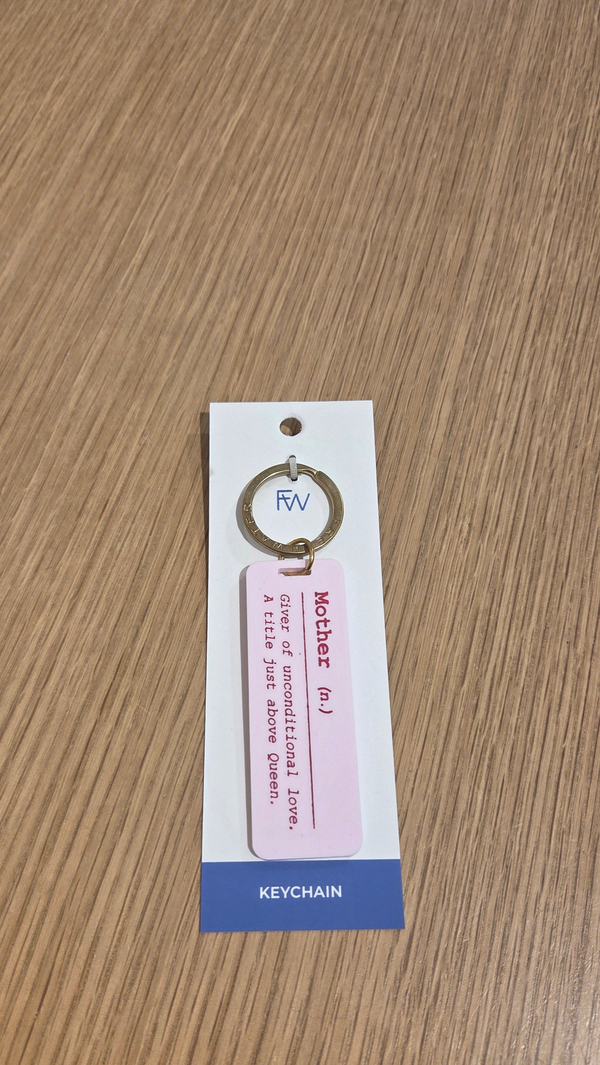 FW
Mother (n.)
Giver of unconditional love.
A title just above Queen.
KEYCHAIN